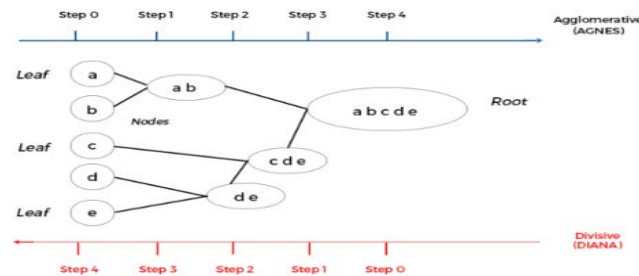 Step 0 Step 1 Step 2 Step 3 Step 4
Agglomerative
(AGNES)
Leaf a
a b
b
a b c d e
Root
Nodes
Leaf c
c d e
d
d e
Leaf e
Divisive
(DIANA)
Step 4 Step 3 Step 2 Step 1 Step 0